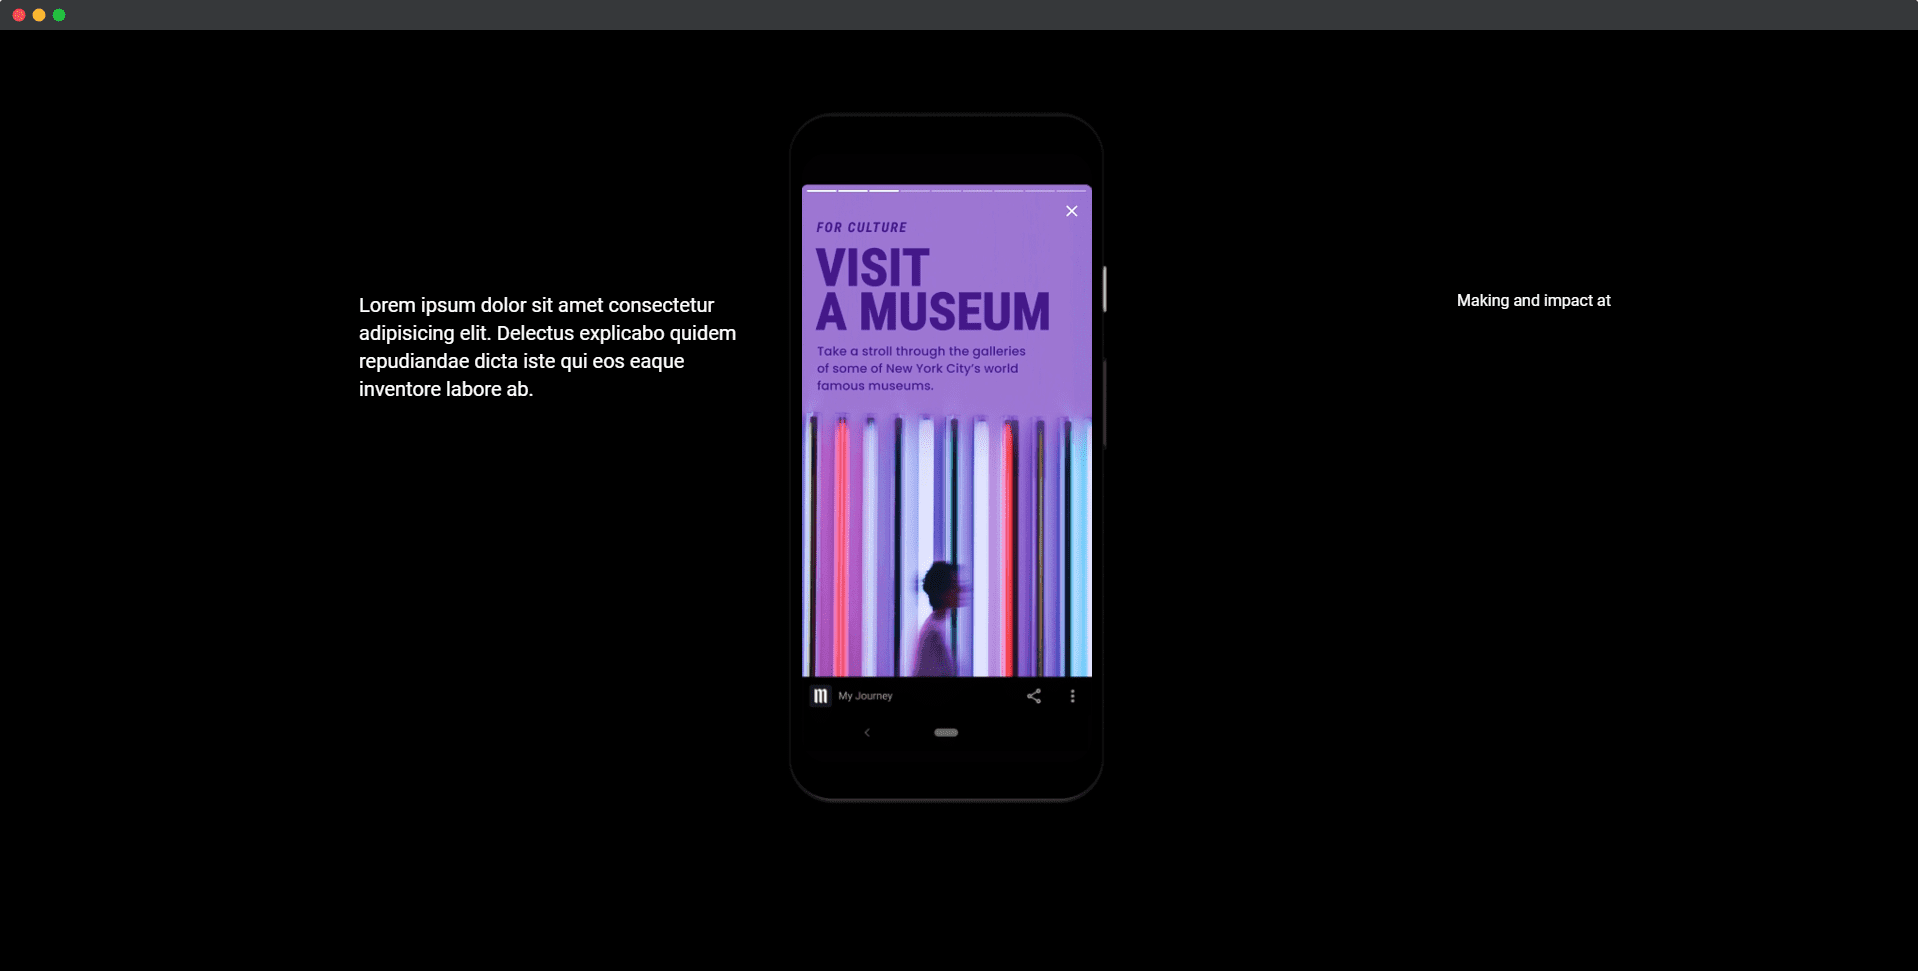 Lorem ipsum dolor sit amet consectetur
adipisicing elit. Delectus explicabo quidem
repudiandae dicta iste qui eos eaque
inventore labore ab.
FOR CULTURE
VISIT
A MUSEUM
Take a stroll through the galleries
of some of New York City's world
famous museums.
m My Journey
Making and impact at